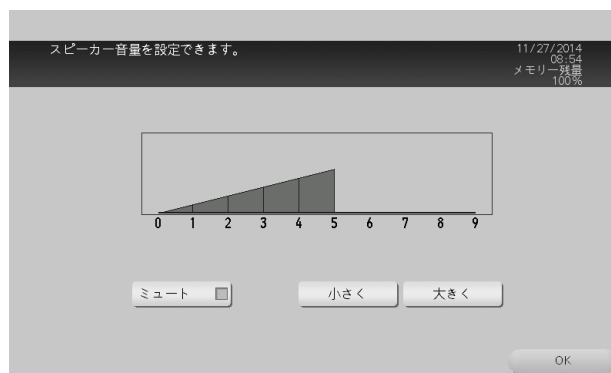 スピーカー音量を設定できます。
11/27/2014
08:54
メモリー残量
100%
0 1 2 3 4 5 6 7 8 9
ミュート
小さく
大きく
OK